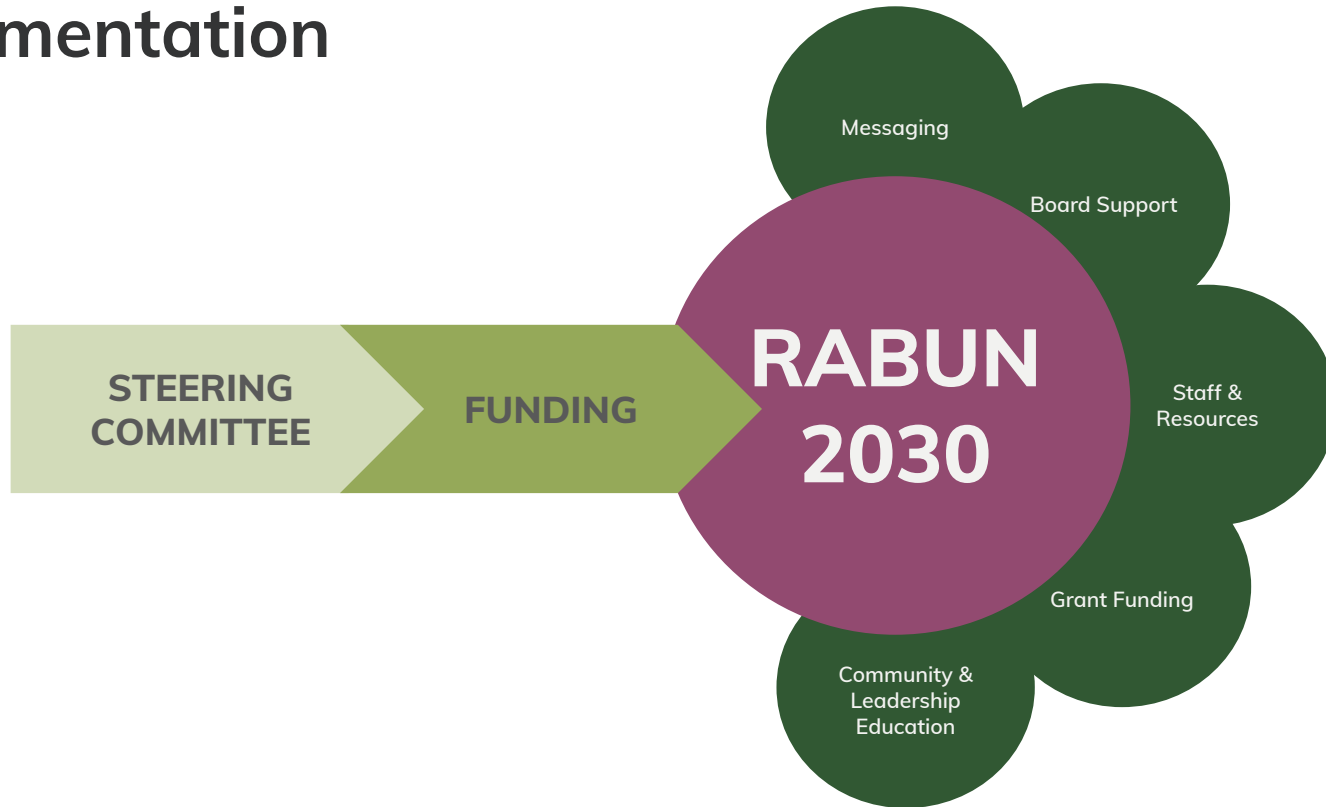 mentation
Messaging
Board Support
STEERING
COMMITTEE
FUNDING
RABUN
2030
Staff &
Resources
Grant Funding
Community &
Leadership
Education